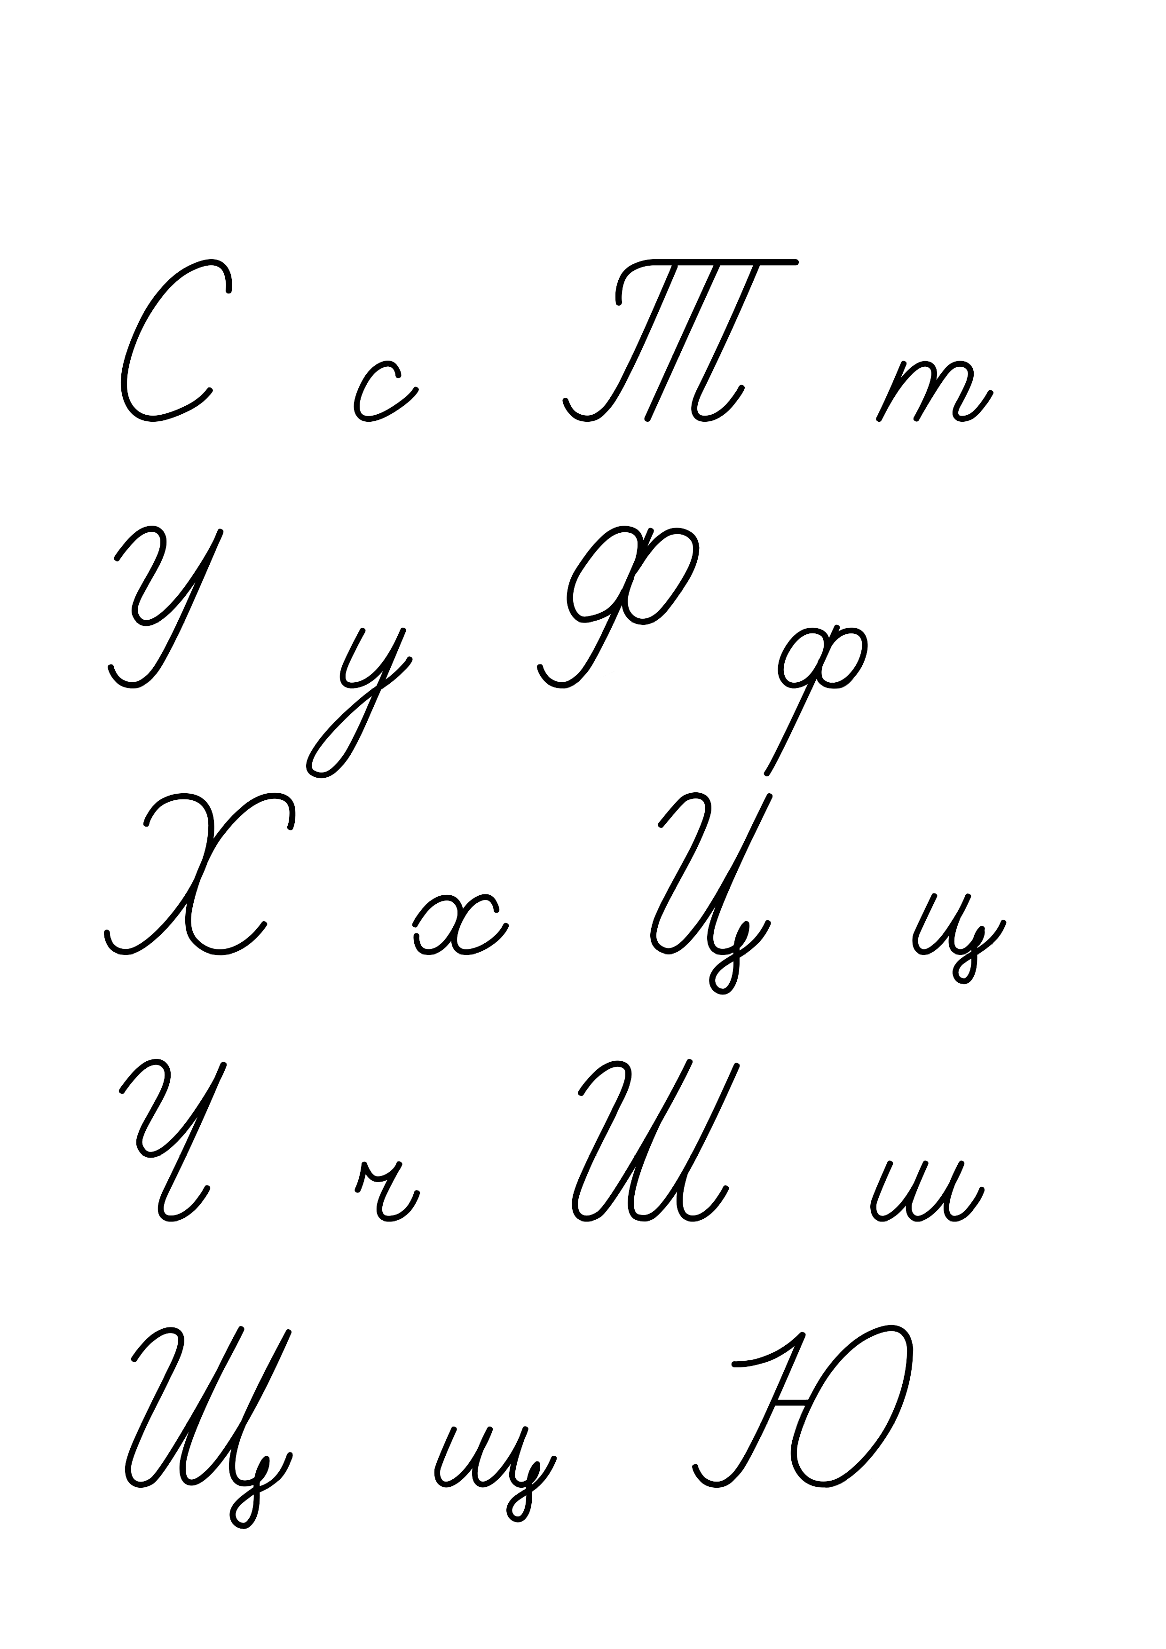 С с Т т
У у Ф ф
Х х Ц ц
Ч ч Ш ш
Щ щ Ю